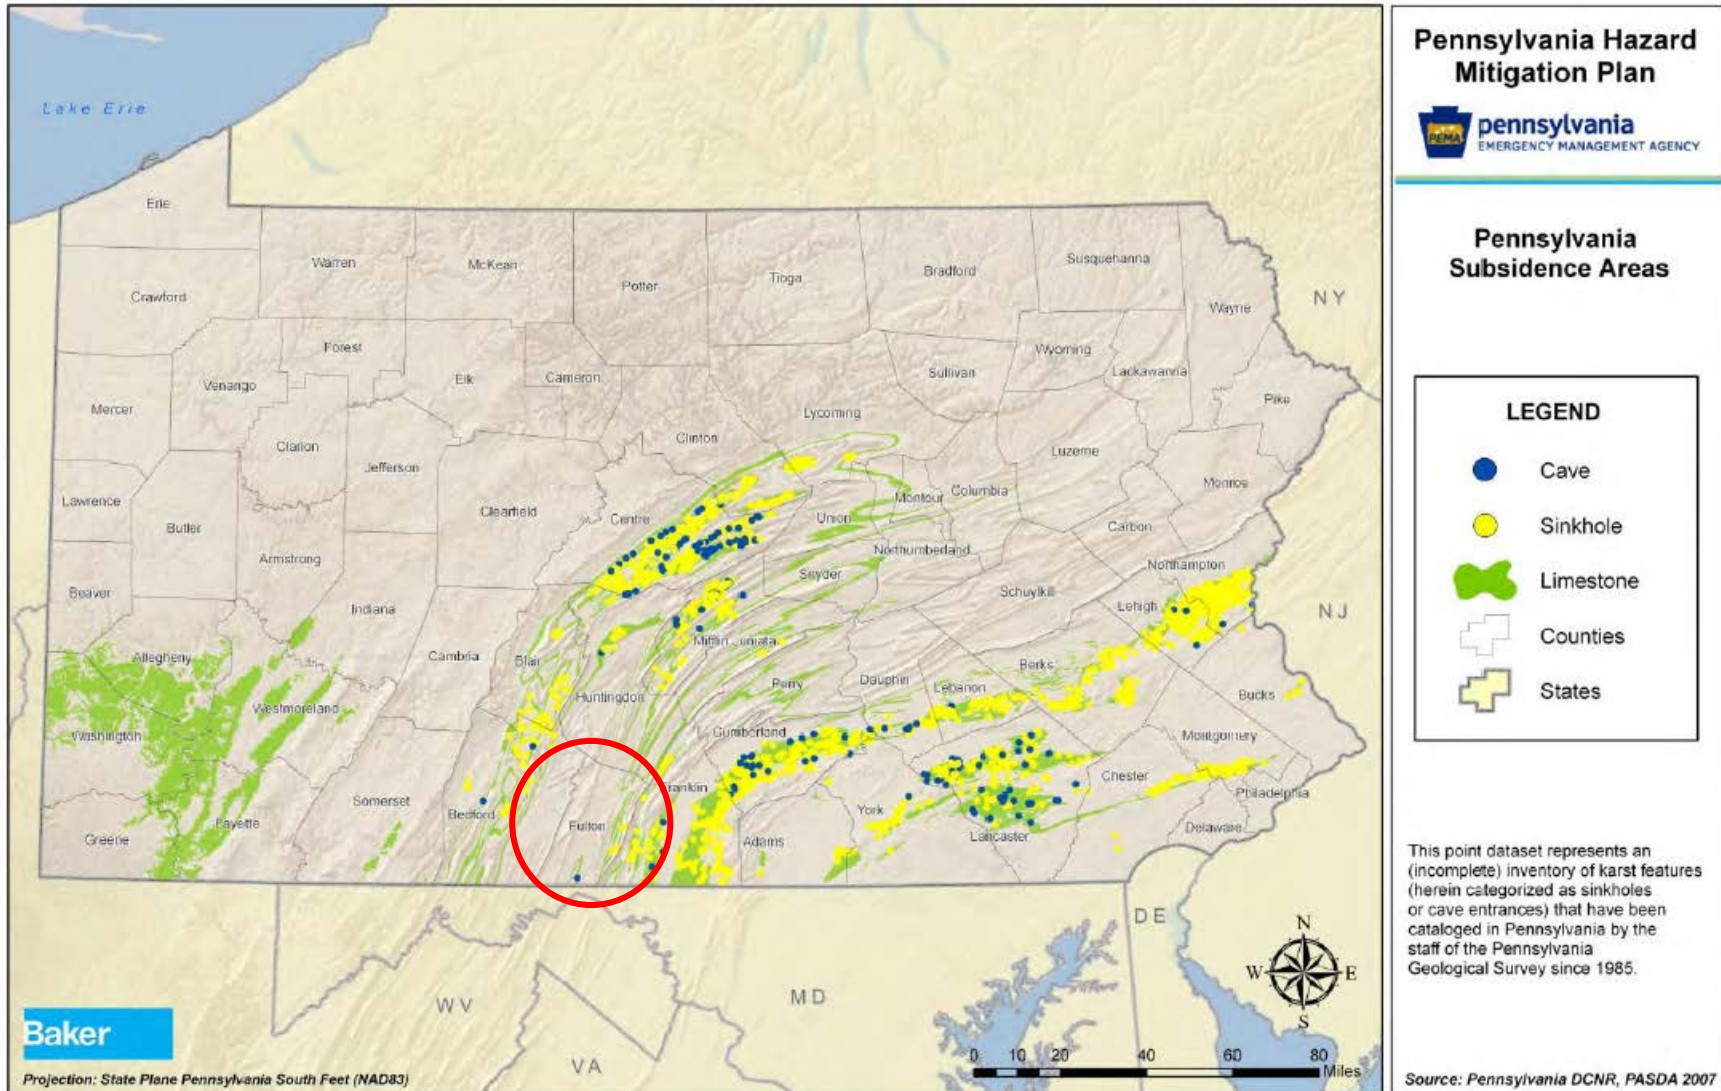 Pennsylvania Hazard
Mitigation Plan
PEMA
pennsylvania
EMERGENCY MANAGEMENT AGENCY
Pennsylvania
Subsidence Areas
LEGEND
Cave
Sinkhole
Limestone
Counties
States
This point dataset represents an
(incomplete) inventory of karst features
(herein categorized as sinkholes
or cave entrances) that have been
cataloged in Pennsylvania by the
staff of the Pennsylvania
Geological Survey since 1985.
Source: Pennsylvania DCNR, PASDA 2007
Lake Erie
Erie
Warren
McKean
Potter
Tioga
Bradford
Susquehanna
Crawford
Wayne
NY
Forest
Venango
Elk
Cameron
Sullivan
Wyoming
Lackawanna
Pike
Mercer
Clarion
Lycoming
Clinton
Jefferson
Luzerne
Lawrence
Butler
Clearfield
Centre
Union
Montour
Columbia
Monroe
Armstrong
Carbon
Northumberland
Northampton
Beaver
Indiana
Snyder
Schuylkill
Lehigh
NJ
Allegheny
Cambria
Blair
Mifflin
Juniata
Berks
Westmoreland
Huntingdon
Perry
Dauphin
Lebanon
Bucks
Washington
Cumberland
Montgomery
Somerset
Bedford
Fulton
Franklin
Chester
Philadelphia
Greene
Fayette
Adams
York
Lancaster
Delaware
DE
WV
MD
VA
N
W
E
S
0 10 20 40 60 80
Miles
Baker
Projection: State Plane Pennsylvania South Feet (NAD83)